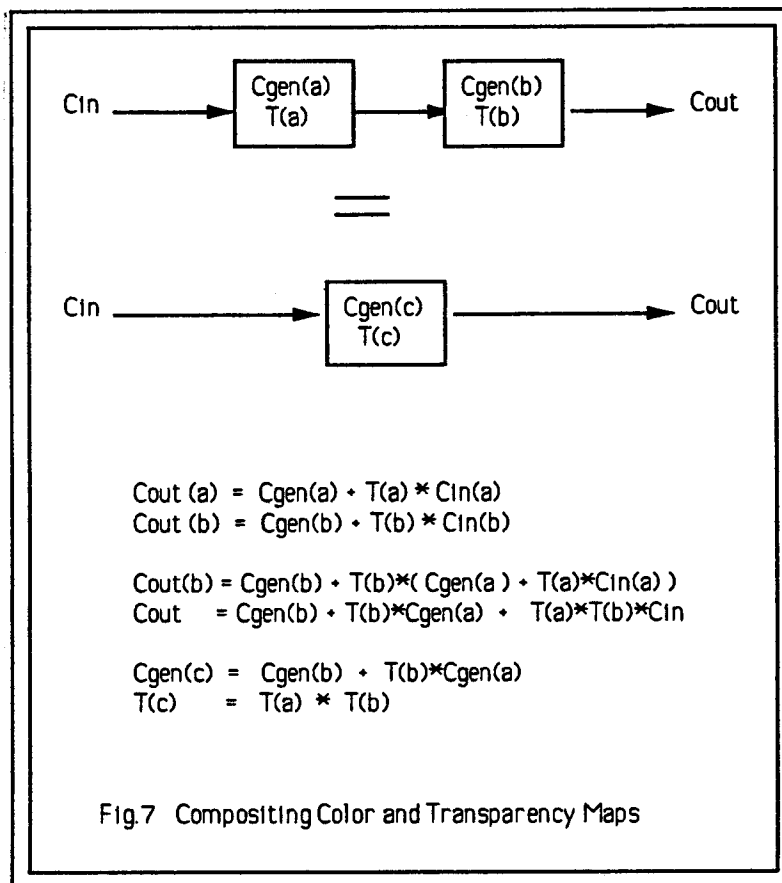 Cin
Cgen(a)
T(a)
Cgen(b)
T(b)
Cout
=
Cin
Cgen(c)
T(c)
Cout
Cout (a) = Cgen(a) + T(a) * Cin(a)
Cout (b) = Cgen(b) + T(b) * Cin(b)
Cout(b) = Cgen(b) + T(b)*( Cgen(a ) + T(a)*Cin(a) )
Cout = Cgen(b) + T(b)*Cgen(a) + T(a)*T(b)*Cin
Cgen(c) = Cgen(b) + T(b)*Cgen(a)
T(c) = T(a) * T(b)
Fig.7 Compositing Color and Transparency Maps